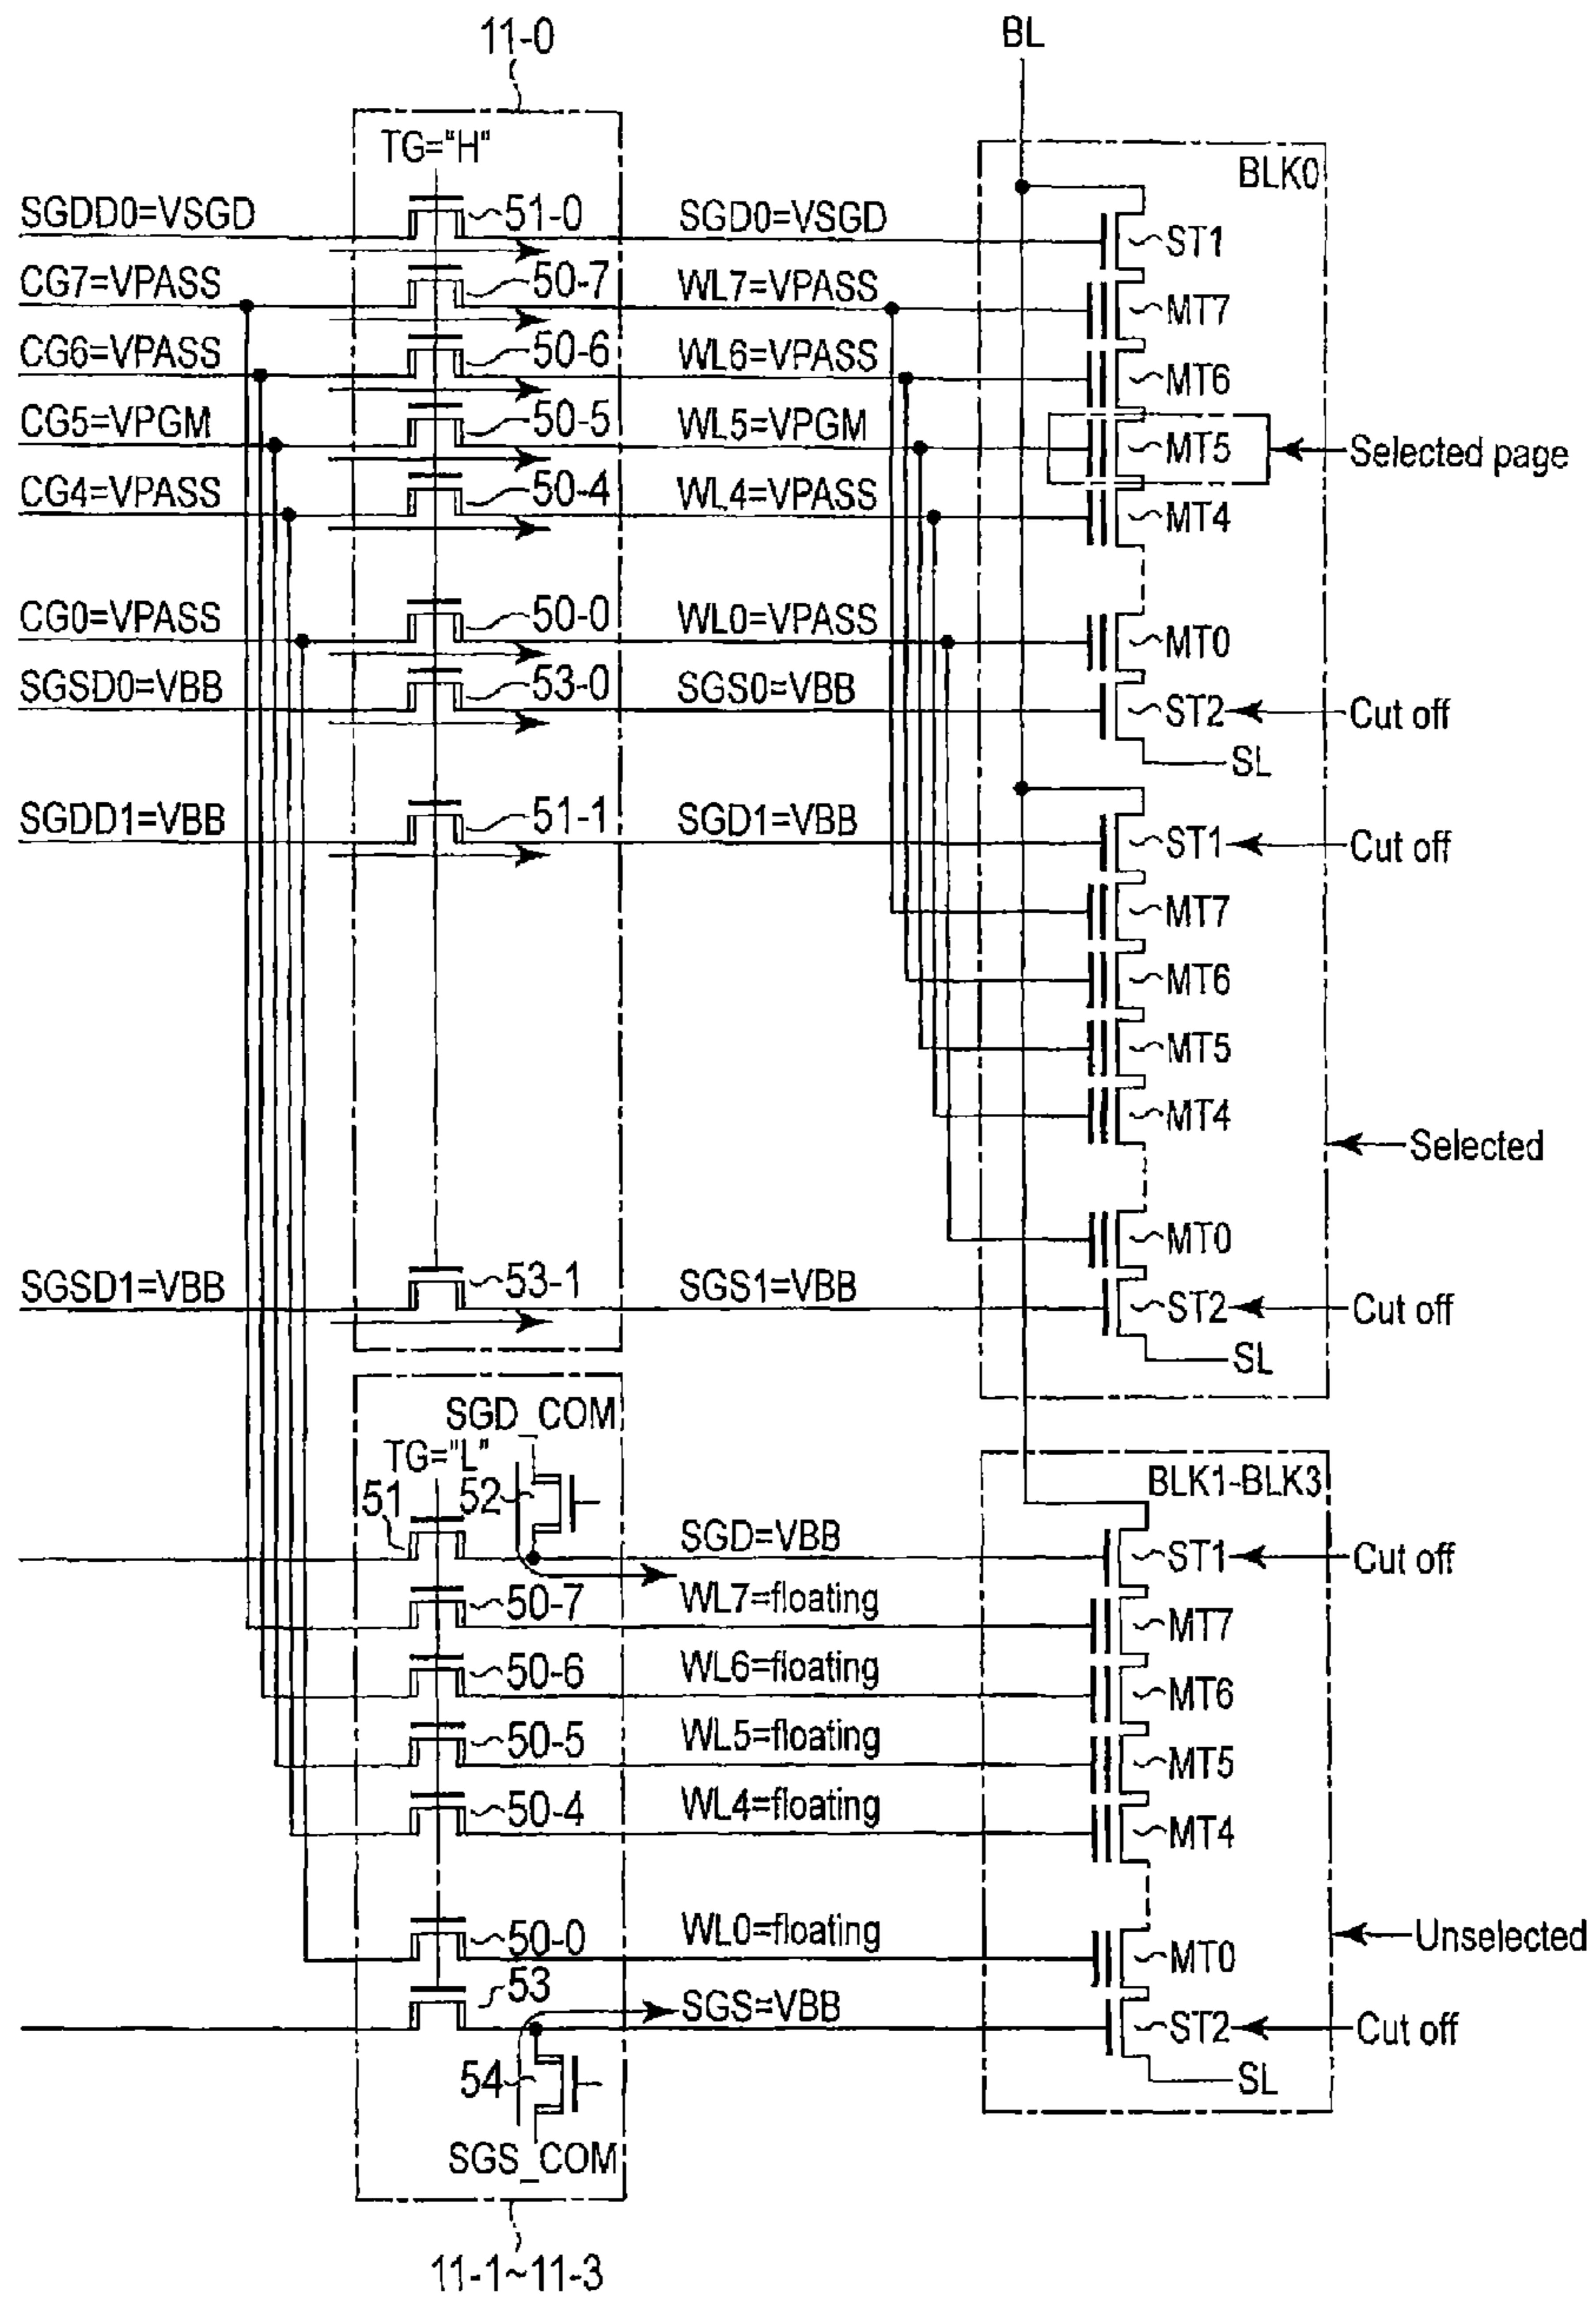 11-0
BL
TG="H"
BLK0
SGDD0=VSGD
51-0
SGD0=VSGD
ST1
CG7=VPASS
50-7
WL7=VPASS
MT7
CG6=VPASS
50-6
WL6=VPASS
MT6
CG5=VPGM
50-5
WL5=VPGM
MT5
Selected page
CG4=VPASS
50-4
WL4=VPASS
MT4
CG0=VPASS
50-0
WL0=VPASS
MT0
SGSD0=VBB
53-0
SGS0=VBB
ST2
Cut off
SL
SGDD1=VBB
51-1
SGD1=VBB
ST1
Cut off
MT7
MT6
MT5
MT4
Selected
MT0
SGSD1=VBB
53-1
SGS1=VBB
ST2
Cut off
SL
SGD_COM
TG="L"
BLK1-BLK3
51
52
SGD=VBB
ST1
Cut off
50-7
WL7=floating
MT7
50-6
WL6=floating
MT6
50-5
WL5=floating
MT5
50-4
WL4=floating
MT4
50-0
WL0=floating
MT0
Unselected
53
SGS=VBB
ST2
Cut off
54
SL
SGS_COM
11-1~11-3